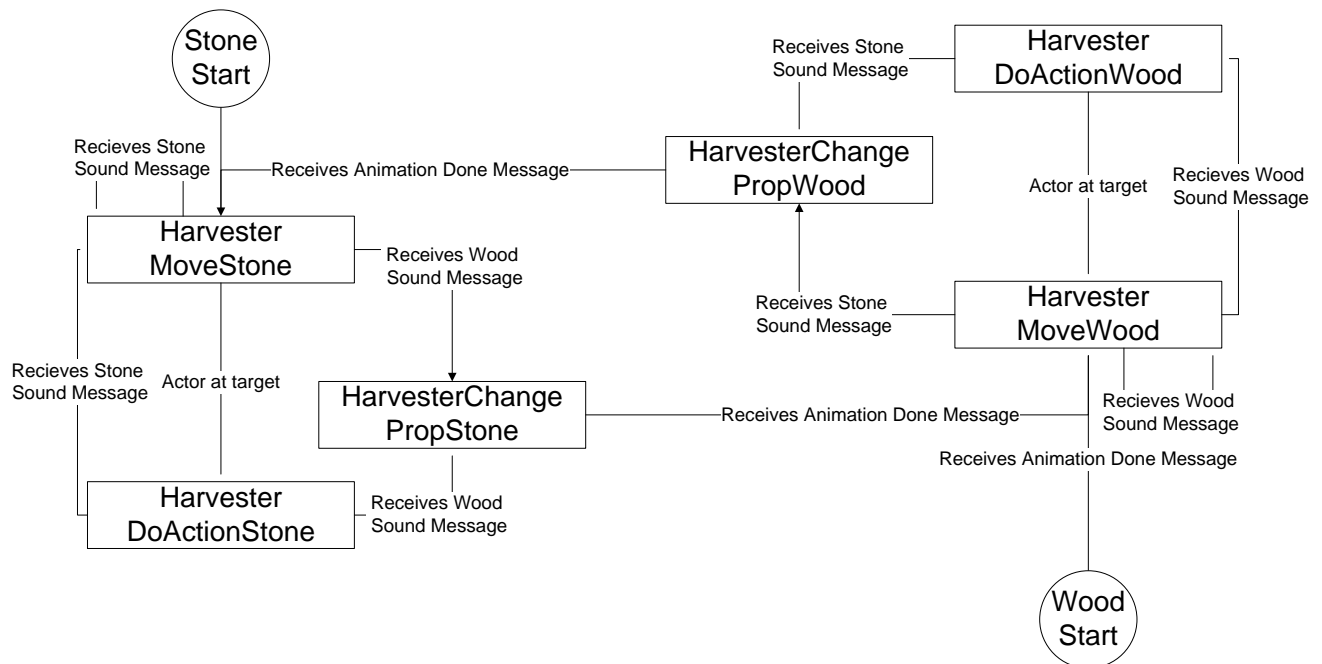 Stone
Start
Receives Stone
Sound Message
Harvester
DoActionWood
Recieves Stone
Sound Message
Receives Animation Done Message
HarvesterChange
PropWood
Actor at target
Recieves Wood
Sound Message
Harvester
MoveStone
Receives Wood
Sound Message
Receives Stone
Sound Message
Harvester
MoveWood
Recieves Stone
Sound Message
Actor at target
HarvesterChange
PropStone
Receives Animation Done Message
Recieves Wood
Sound Message
Receives Animation Done Message
Harvester
DoActionStone
Receives Wood
Sound Message
Wood
Start